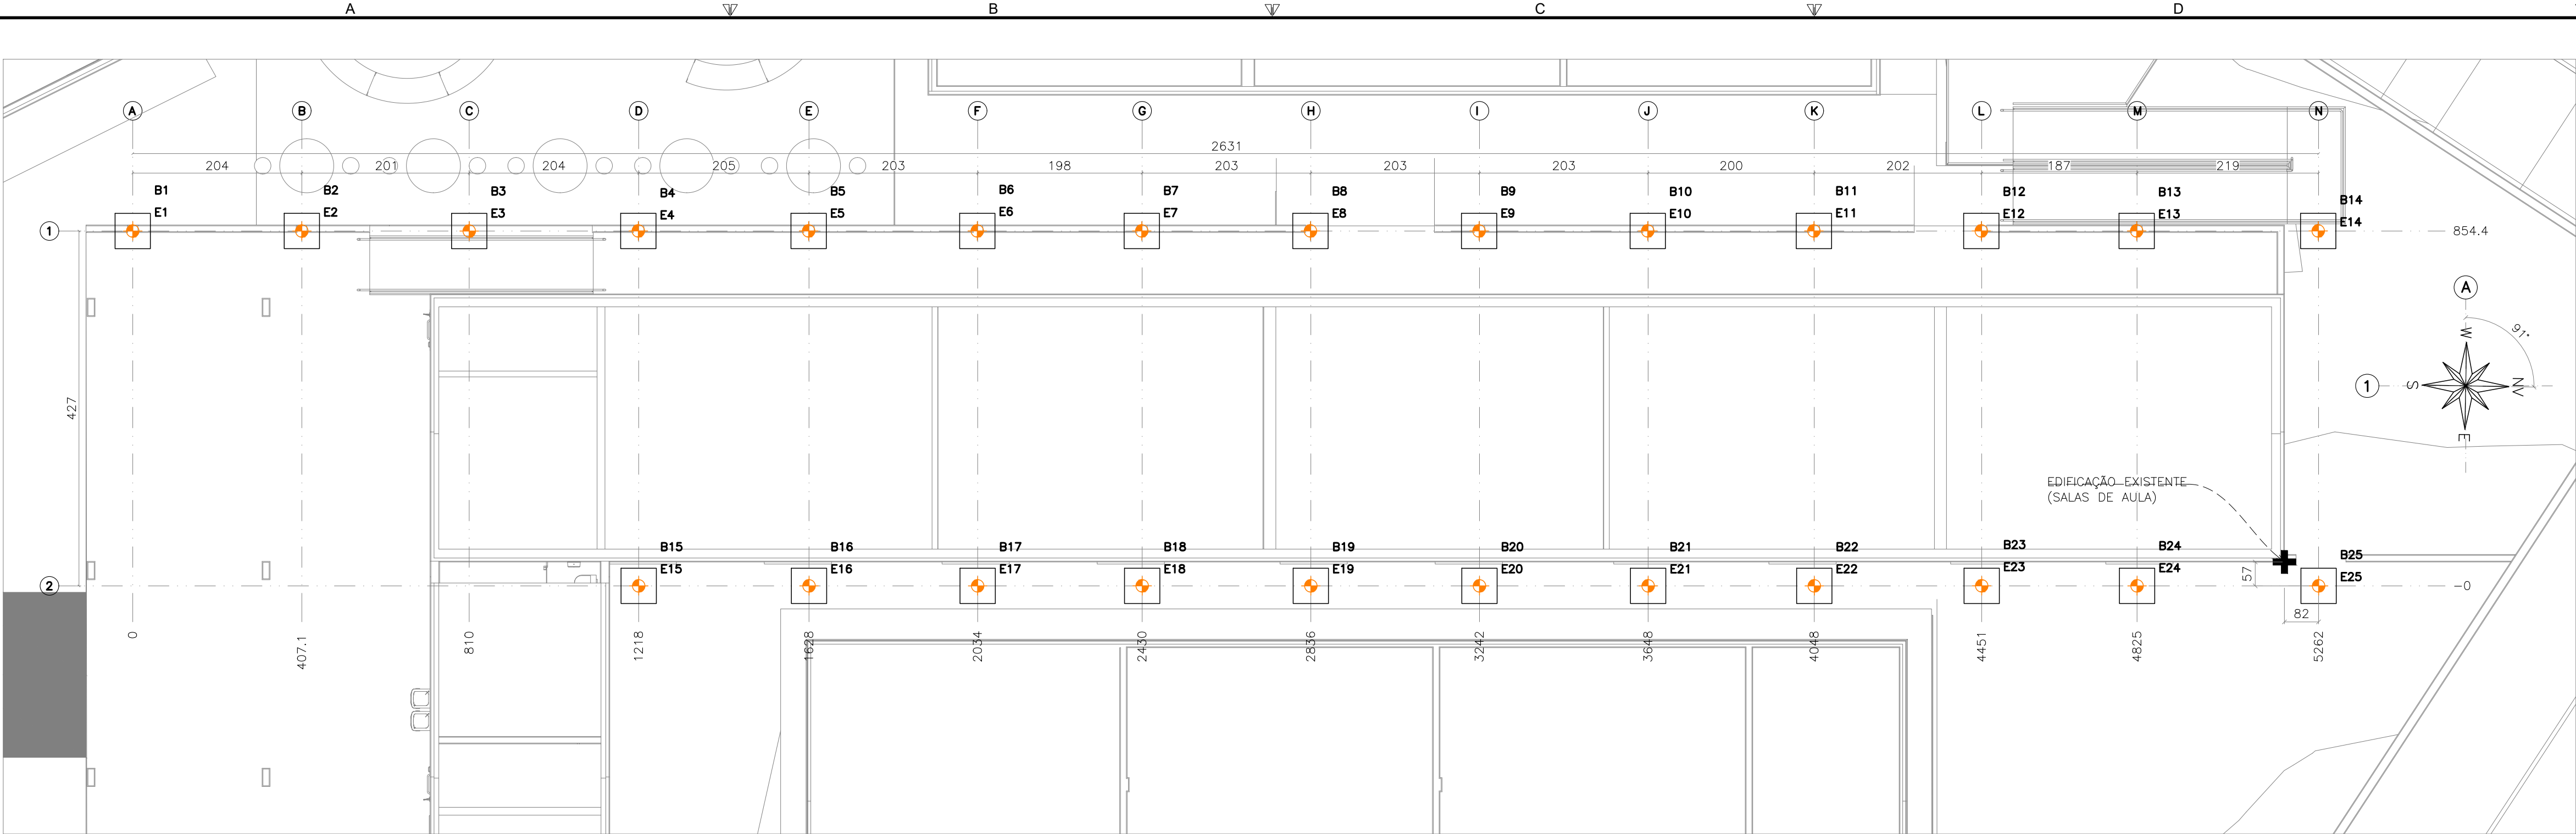 A B C D
A B C D E F G H I J K L M N
2631
204 201 204 205 203 198 203 203 203 200 202 187 219
B1 B2 B3 B4 B5 B6 B7 B8 B9 B10 B11 B12 B13 B14
E1 E2 E3 E4 E5 E6 E7 E8 E9 E10 E11 E12 E13 E14
1 854.4
A
91°
W
1 S NV
E
427
EDIFICAÇÃO EXISTENTE
(SALAS DE AULA)
B15 B16 B17 B18 B19 B20 B21 B22 B23 B24 B25
E15 E16 E17 E18 E19 E20 E21 E22 E23 E24 E25
2 57 -0
82
0 407.1 810 1218 1628 2034 2430 2836 3242 3648 4048 4451 4825 5262